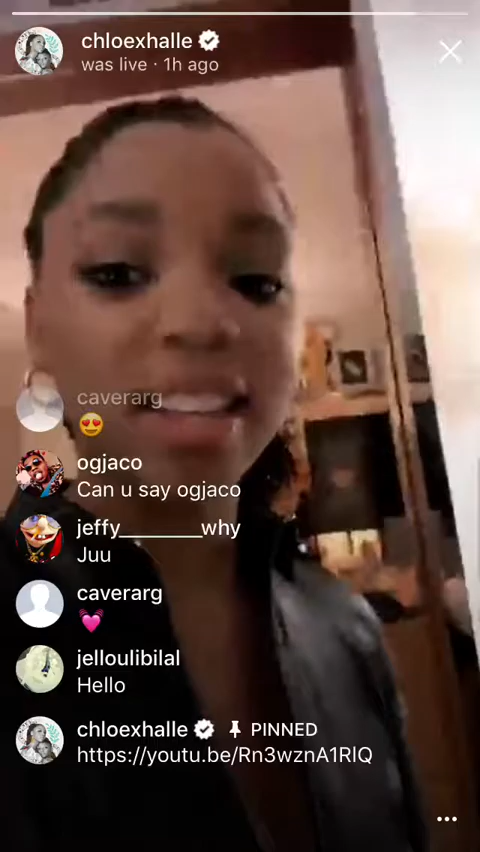 chloexhalle
was live · 1h ago
caverarg
😍
ogjaco
Can u say ogjaco
jeffy________why
Juu
caverarg
💓
jelloulibilal
Hello
chloexhalle PINNED
https://youtu.be/Rn3wznA1RlQ